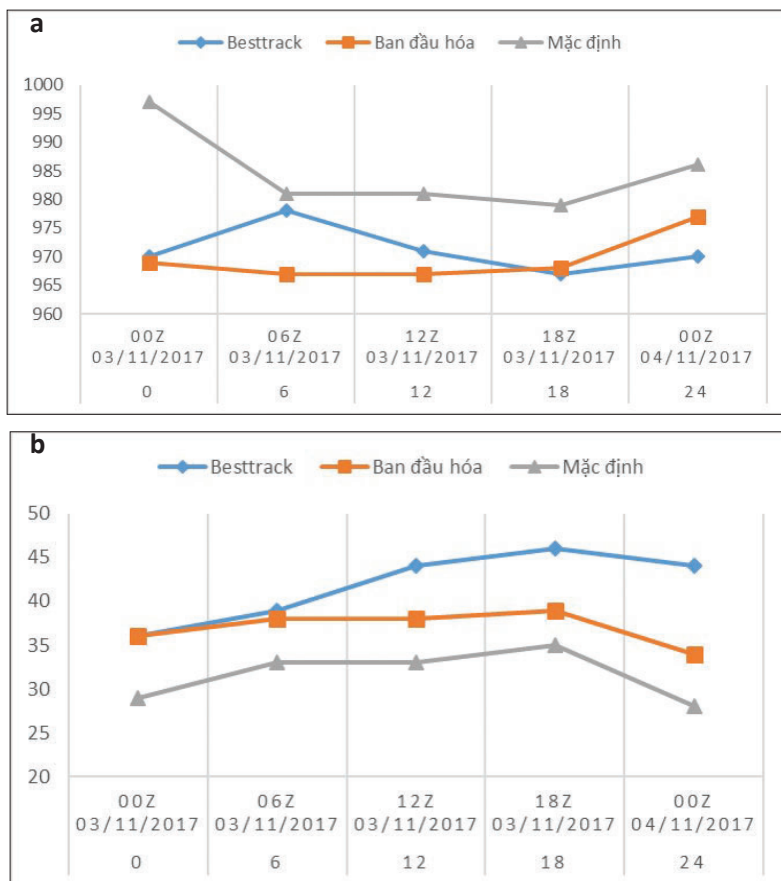 a
Besttrack Ban đầu hóa Mặc định
1000
995
990
985
980
975
970
965
960
00Z 06Z 12Z 18Z 00Z
03/11/2017 03/11/2017 03/11/2017 03/11/2017 04/11/2017
0 6 12 18 24
b
Besttrack Ban đầu hóa Mặc định
50
45
40
35
30
25
20
00Z 06Z 12Z 18Z 00Z
03/11/2017 03/11/2017 03/11/2017 03/11/2017 04/11/2017
0 6 12 18 24